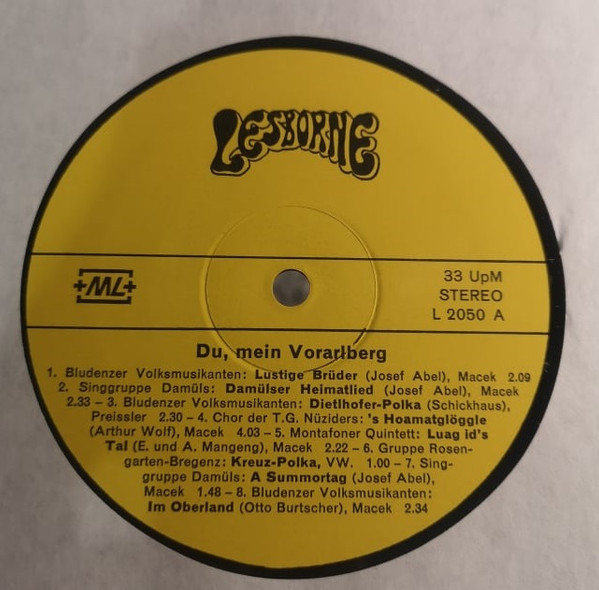 LESBORNE
+ML+
33 UpM
STEREO
L 2050 A
Du, mein Vorarlberg
1. Bludenzer Volksmusikanten: Lustige Brüder (Josef Abel), Macek 2.09
2. Singgruppe Damüls: Damülser Heimatlied (Josef Abel), Macek
2.33 – 3. Bludenzer Volksmusikanten: Dietlhofer-Polka (Schickhaus),
Preissler 2.30 – 4. Chor der T.G. Nüziders: 's Hoamatglöggle
(Arthur Wolf), Macek 4.03 – 5. Montafoner Quintett: Luag id's
Tal (E. und A. Mangeng), Macek 2.22 – 6. Gruppe Rosen-
garten-Bregenz: Kreuz-Polka, VW. 1.00 – 7. Sing-
gruppe Damüls: A Summortag (Josef Abel),
Macek 1.48 – 8. Bludenzer Volksmusikanten:
Im Oberland (Otto Burtscher), Macek 2.34